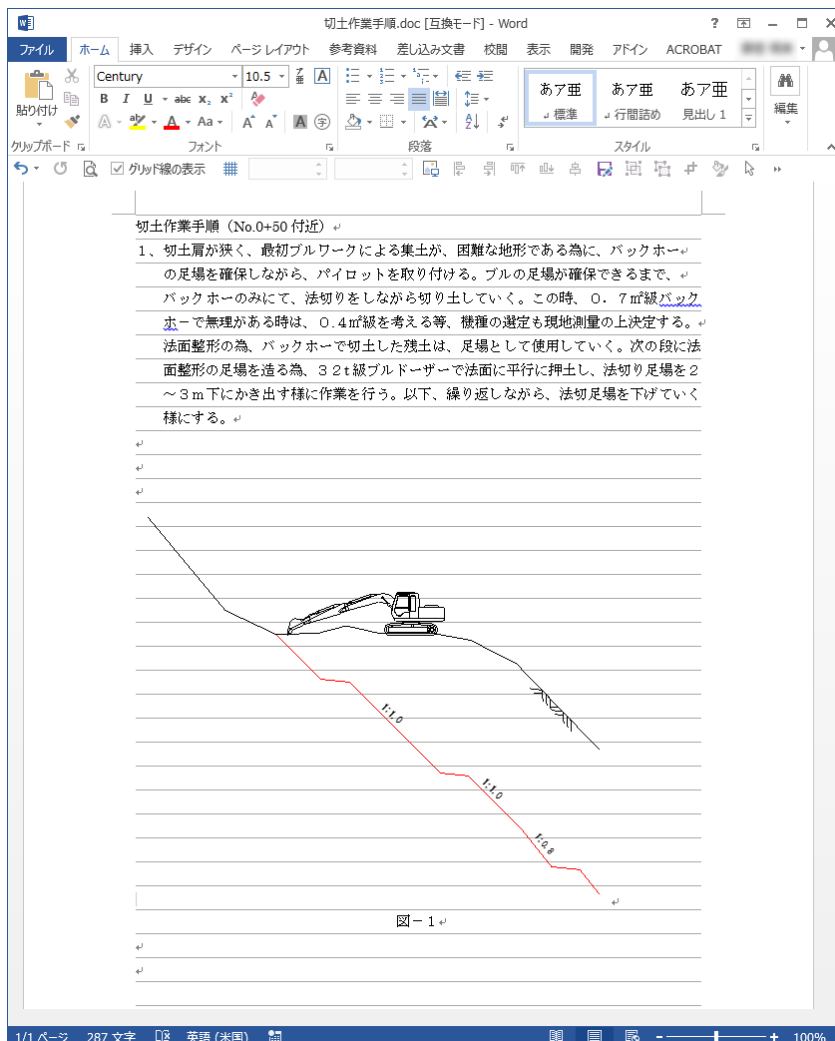 切土作業手順.doc [互換モード] - Word
ファイル ホーム 挿入 デザイン ページ レイアウト 参考資料 差し込み文書 校閲 表示 開発 アドイン ACROBAT
Century 10.5
貼り付け
B I U abc X₂ X²
Aa
あア亜 あア亜 あア亜
標準 行間詰め 見出し 1
編集
クリップボード フォント 段落 スタイル
グリッド線の表示
切土作業手順（No.0+50 付近）
1、切土肩が狭く、最初ブルワークによる集土が、困難な地形である為に、バックホー
の足場を確保しながら、パイロットを取り付ける。ブルの足場が確保できるまで、
バックホーのみにて、法切りをしながら切り土していく。この時、０．７㎡級バック
ホーで無理がある時は、０.４㎡級を考える等、機種の選定も現地測量の上決定する。
法面整形の為、バックホーで切土した残土は、足場として使用していく。次の段に法
面整形の足場を造る為、３２ｔ級ブルドーザーで法面に平行に押土し、法切り足場を２
～３ｍ下にかき出す様に作業を行う。以下、繰り返しながら、法切足場を下げていく
様にする。
1:1.0
1:1.0
1:0.8
図－１
1/1 ページ 287 文字 英語 (米国) 100%